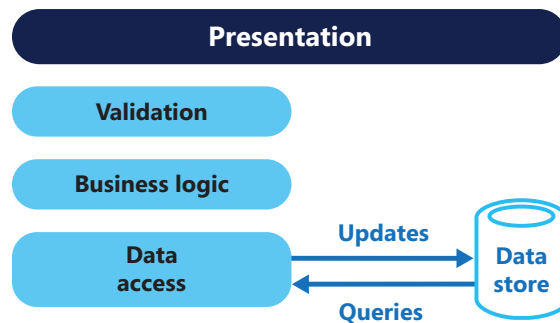 Presentation
Validation
Business logic
Data
access
Updates
Queries
Data
store